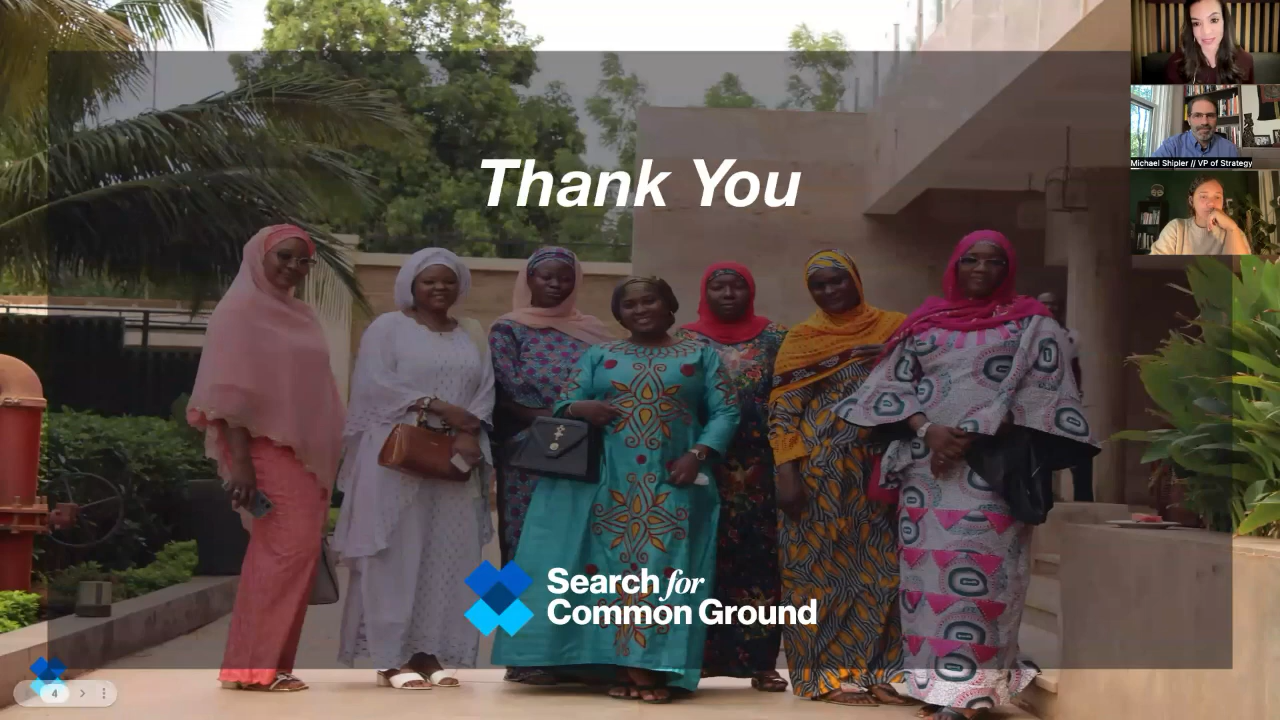 Thank You
Michael Shipler // VP of Strategy
Search for
Common Ground
4